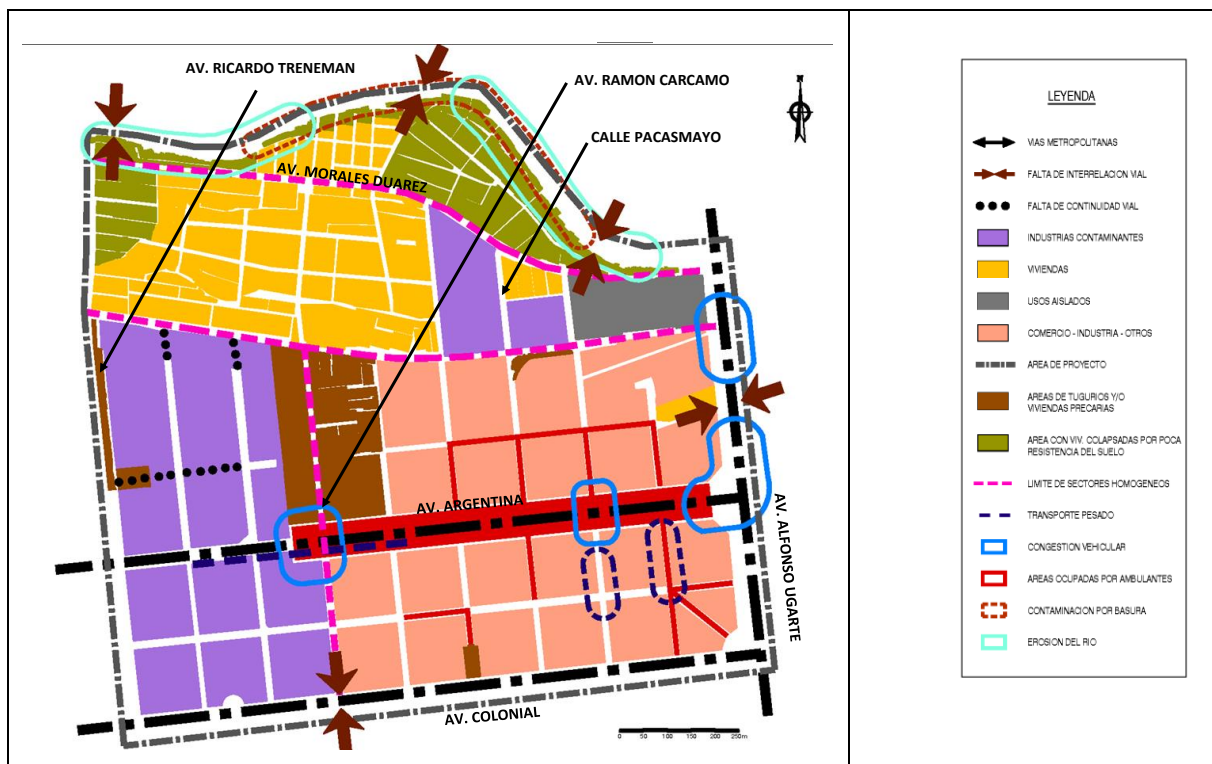 AV. RICARDO TRENEMAN
AV. RAMON CARCAMO
CALLE PACASMAYO
AV. MORALES DUAREZ
AV. ARGENTINA
AV. ALFONSO UGARTE
AV. COLONIAL
0 50 100 150 200 250m
LEYENDA
VIAS METROPOLITANAS
FALTA DE INTERRELACION VIAL
FALTA DE CONTINUIDAD VIAL
INDUSTRIAS CONTAMINANTES
VIVIENDAS
USOS AISLADOS
COMERCIO - INDUSTRIA - OTROS
AREA DE PROYECTO
AREAS DE TUGURIOS Y/O
VIVIENDAS PRECARIAS
AREA CON VIV. COLAPSADAS POR POCA
RESISTENCIA DEL SUELO
LIMITE DE SECTORES HOMOGENEOS
TRANSPORTE PESADO
CONGESTION VEHICULAR
AREAS OCUPADAS POR AMBULANTES
CONTAMINACION POR BASURA
EROSION DEL RIO